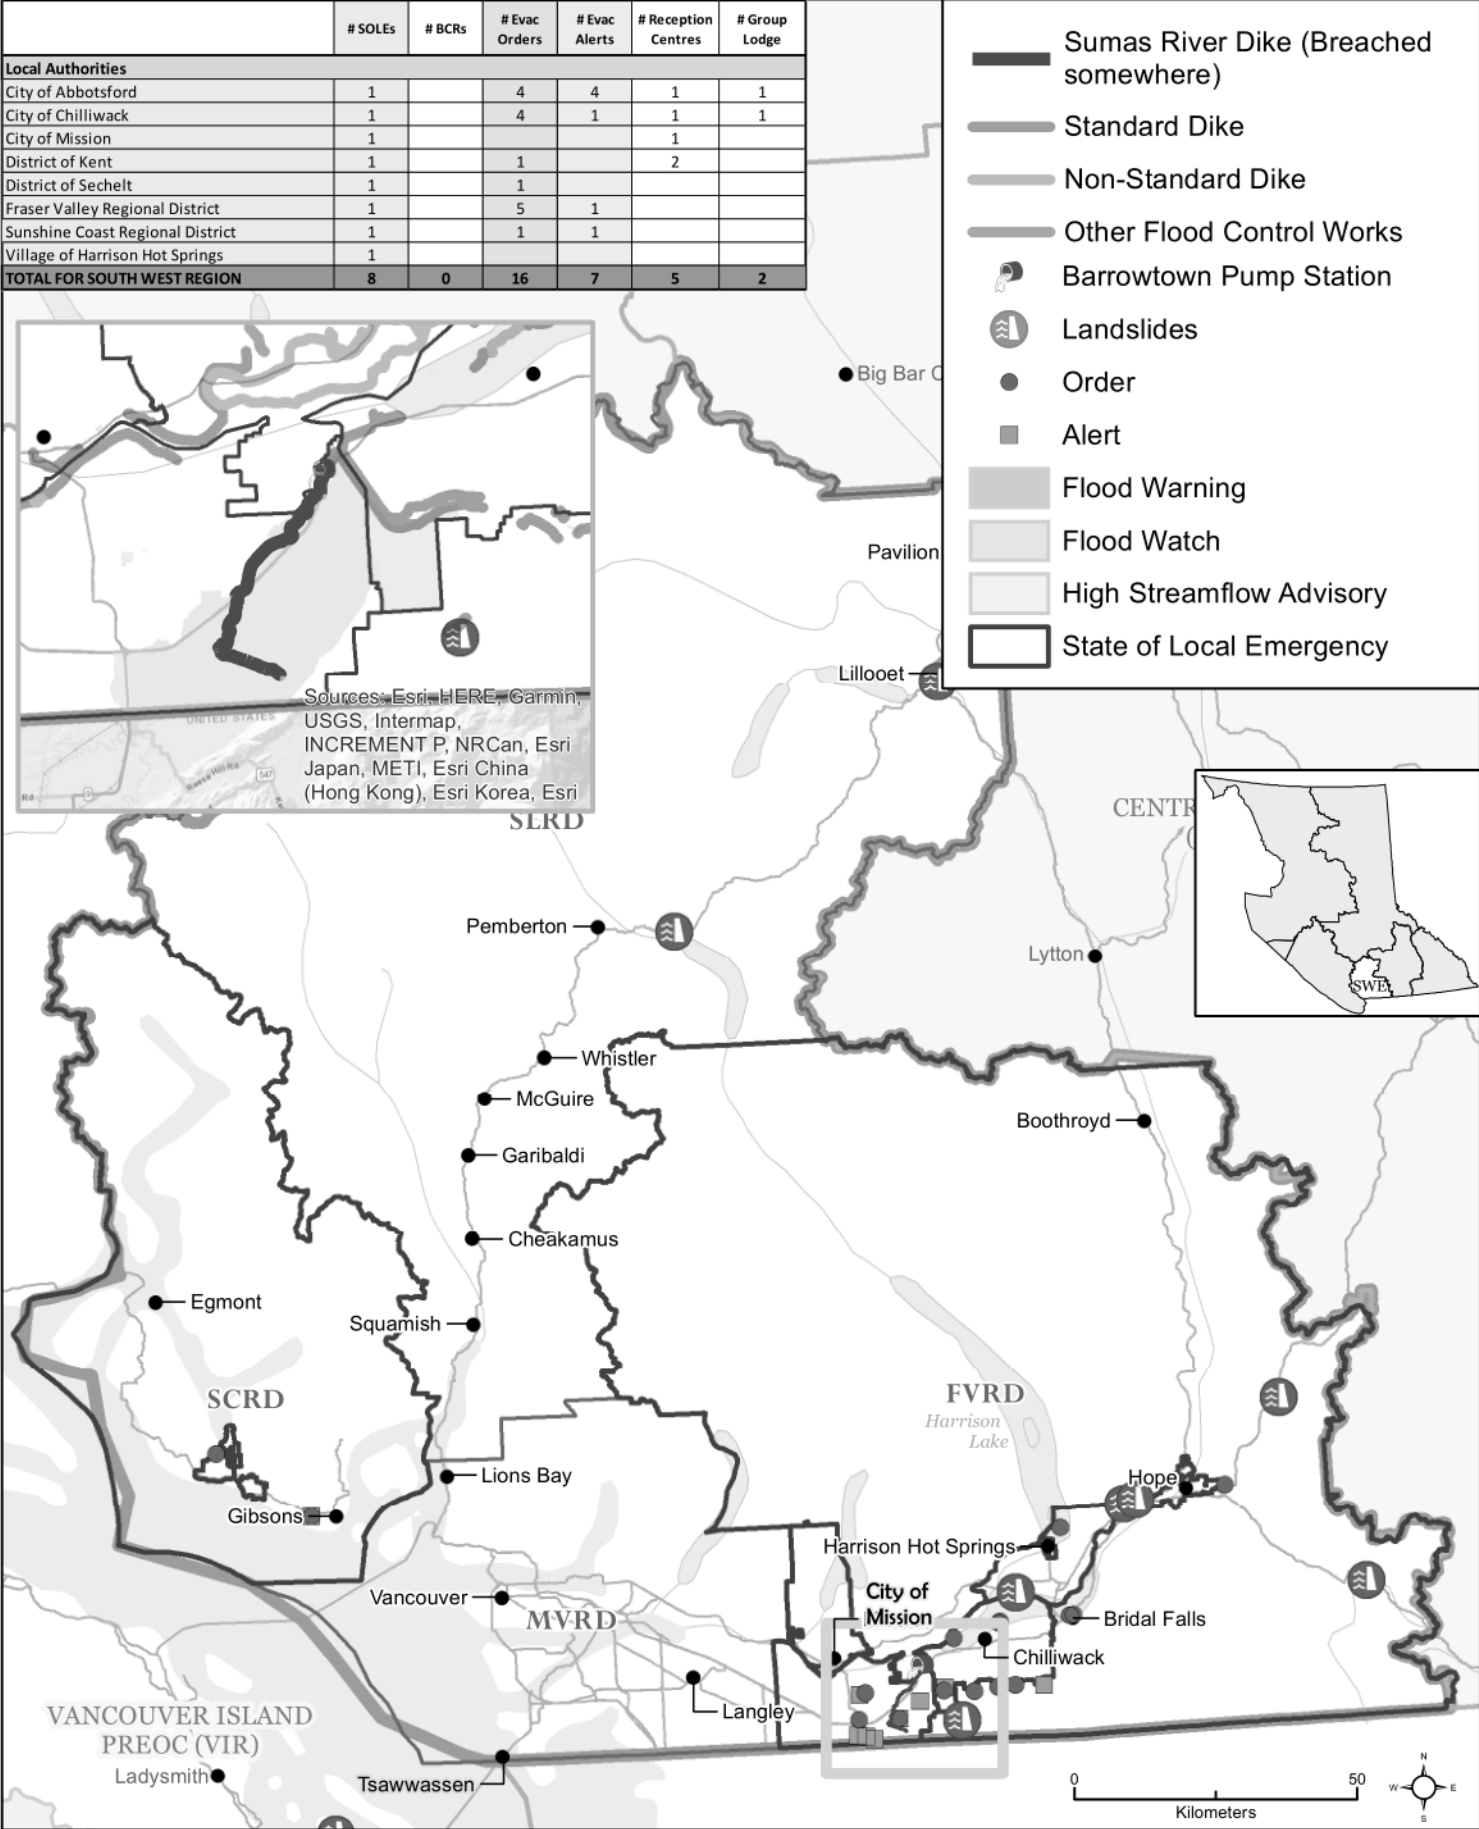 # SOLEs # BCRs # Evac Orders # Evac Alerts # Reception Centres # Group Lodge
Local Authorities
City of Abbotsford 1 4 4 1 1
City of Chilliwack 1 4 1 1 1
City of Mission 1 1
District of Kent 1 1 2
District of Sechelt 1 1
Fraser Valley Regional District 1 5 1
Sunshine Coast Regional District 1 1 1
Village of Harrison Hot Springs 1
TOTAL FOR SOUTH WEST REGION 8 0 16 7 5 2
Sumas River Dike (Breached
somewhere)
Standard Dike
Non-Standard Dike
Other Flood Control Works
Barrowtown Pump Station
Landslides
Order
Alert
Flood Warning
Flood Watch
High Streamflow Advisory
State of Local Emergency
Big Bar C
Pavilion
Lillooet
UNITED STATES
Reese Hill Rd
547
Rd
Sources: Esri, HERE, Garmin,
USGS, Intermap,
INCREMENT P, NRCan, Esri
Japan, METI, Esri China
(Hong Kong), Esri Korea, Esri
SLRD
CENTR
SWE
Pemberton
Lytton
Whistler
McGuire
Boothroyd
Garibaldi
Cheakamus
Egmont
Squamish
SCRD
FVRD
Harrison
Lake
Lions Bay
Hope
Gibsons
Harrison Hot Springs
City of
Mission
Vancouver
MVRD
Bridal Falls
Chilliwack
Langley
VANCOUVER ISLAND
PREOC (VIR)
Ladysmith
Tsawwassen
0 50
Kilometers
N
W E
S